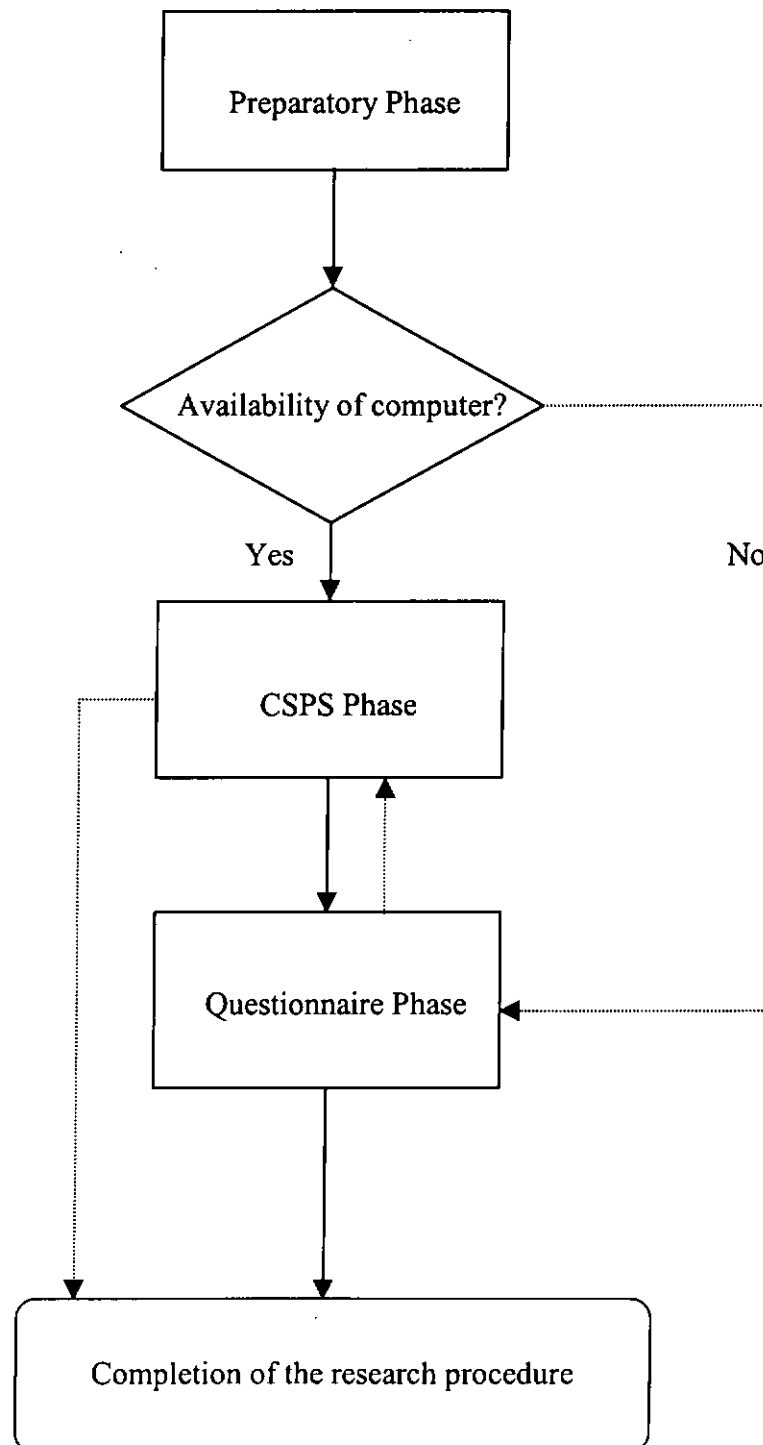 Preparatory Phase
Availability of computer?
Yes
No
CSPS Phase
Questionnaire Phase
Completion of the research procedure